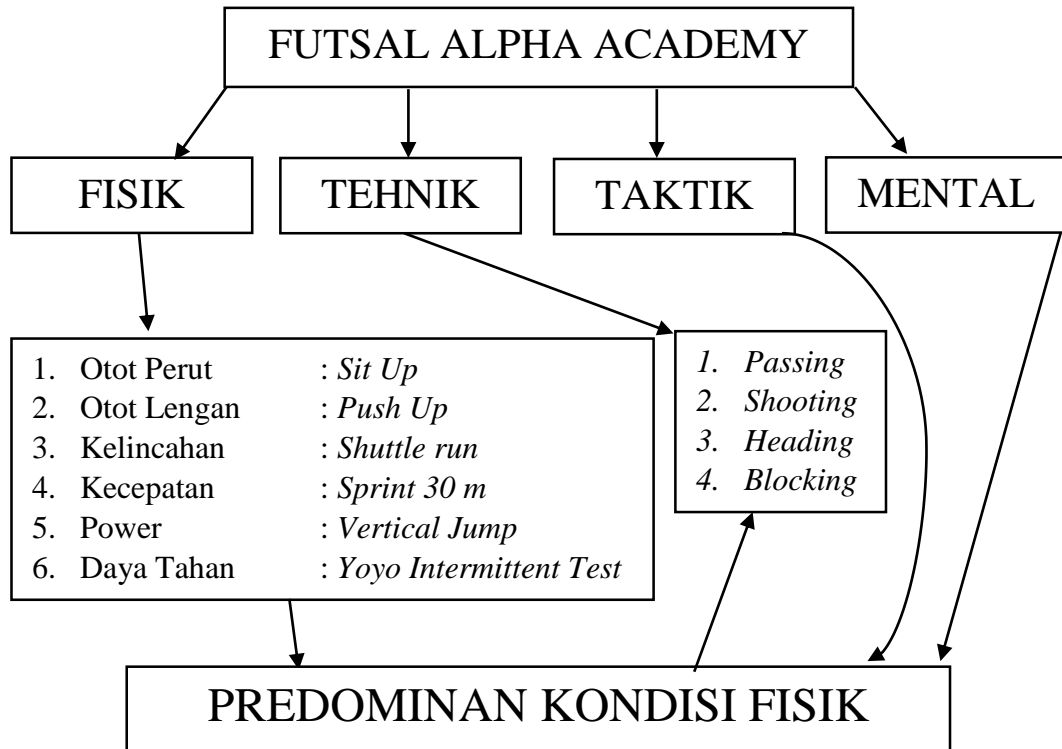 FUTSAL ALPHA ACADEMY
FISIK
TEHNIK
TAKTIK
MENTAL
1. Otot Perut : Sit Up
2. Otot Lengan : Push Up
3. Kelincahan : Shuttle run
4. Kecepatan : Sprint 30 m
5. Power : Vertical Jump
6. Daya Tahan : Yoyo Intermittent Test
1. Passing
2. Shooting
3. Heading
4. Blocking
PREDOMINAN KONDISI FISIK